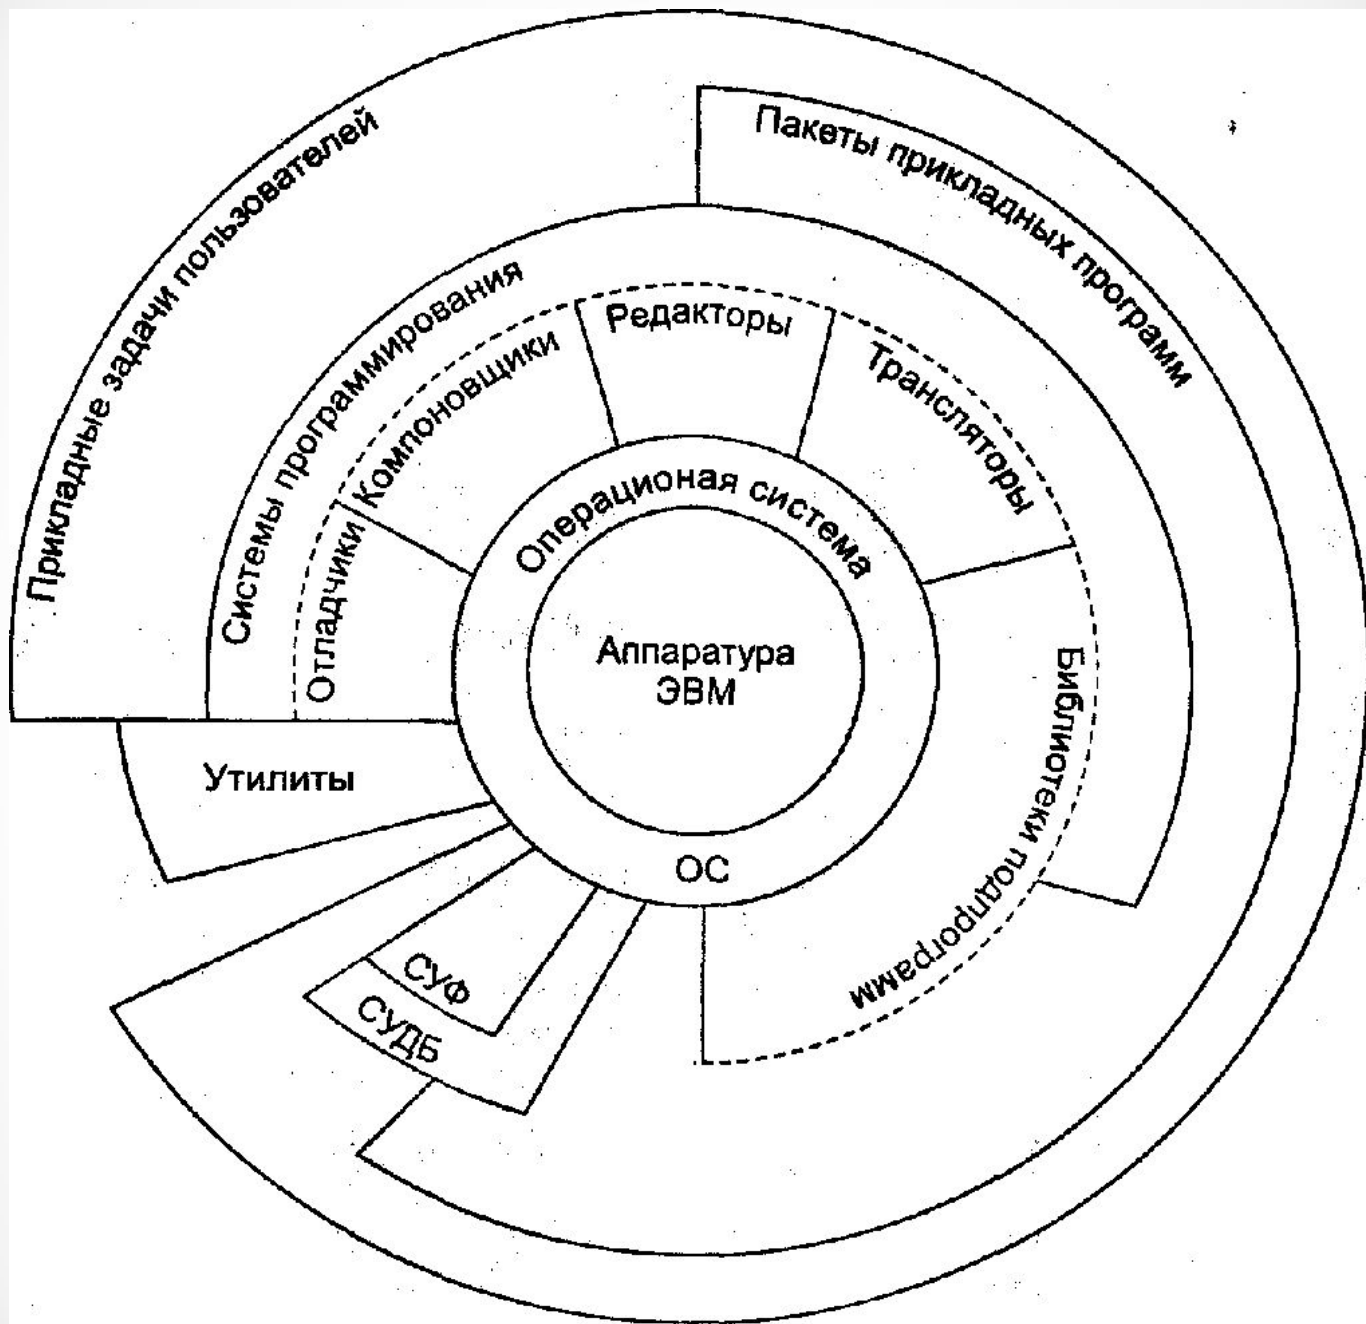 Прикладные задачи пользователей
Пакеты прикладных программ
Системы программирования
Отладчики
Компоновщики
Редакторы
Трансляторы
Библиотеки подпрограмм
Операционая система
Аппаратура
ЭВМ
ОС
Утилиты
СУФ
СУДБ